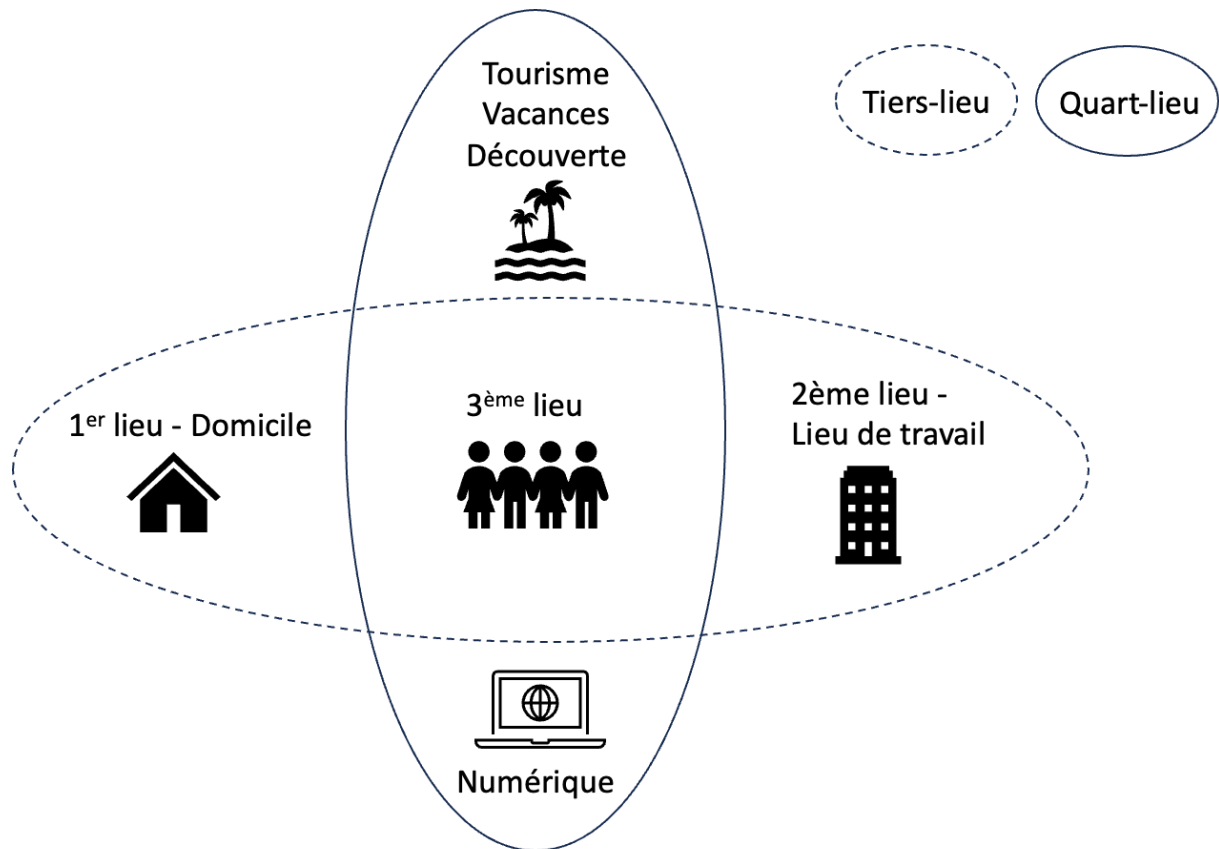 Tourisme
Vacances
Découverte
Tiers-lieu
Quart-lieu
1er lieu - Domicile
3ème lieu
2ème lieu -
Lieu de travail
Numérique